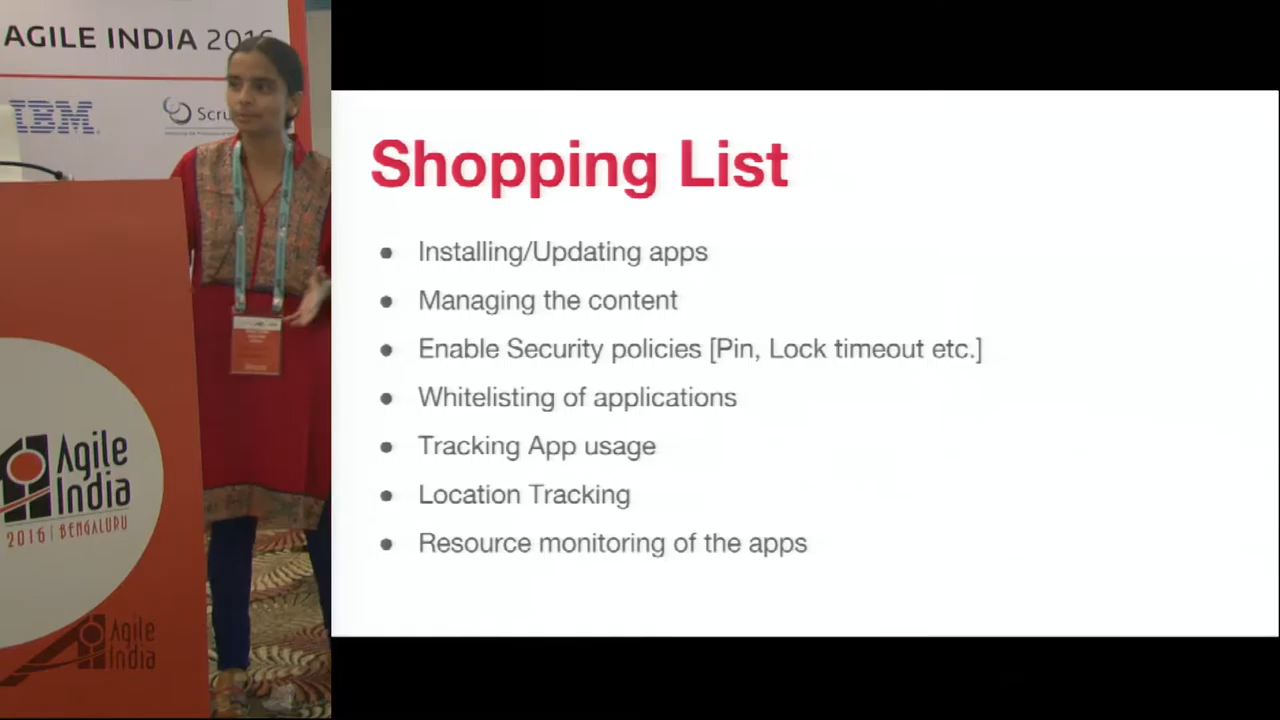 AGILE INDIA 2016
IBM
Scru
Agile
India
2016 | BENGALURU
Agile
India
Shopping List
Installing/Updating apps
Managing the content
Enable Security policies [Pin, Lock timeout etc.]
Whitelisting of applications
Tracking App usage
Location Tracking
Resource monitoring of the apps